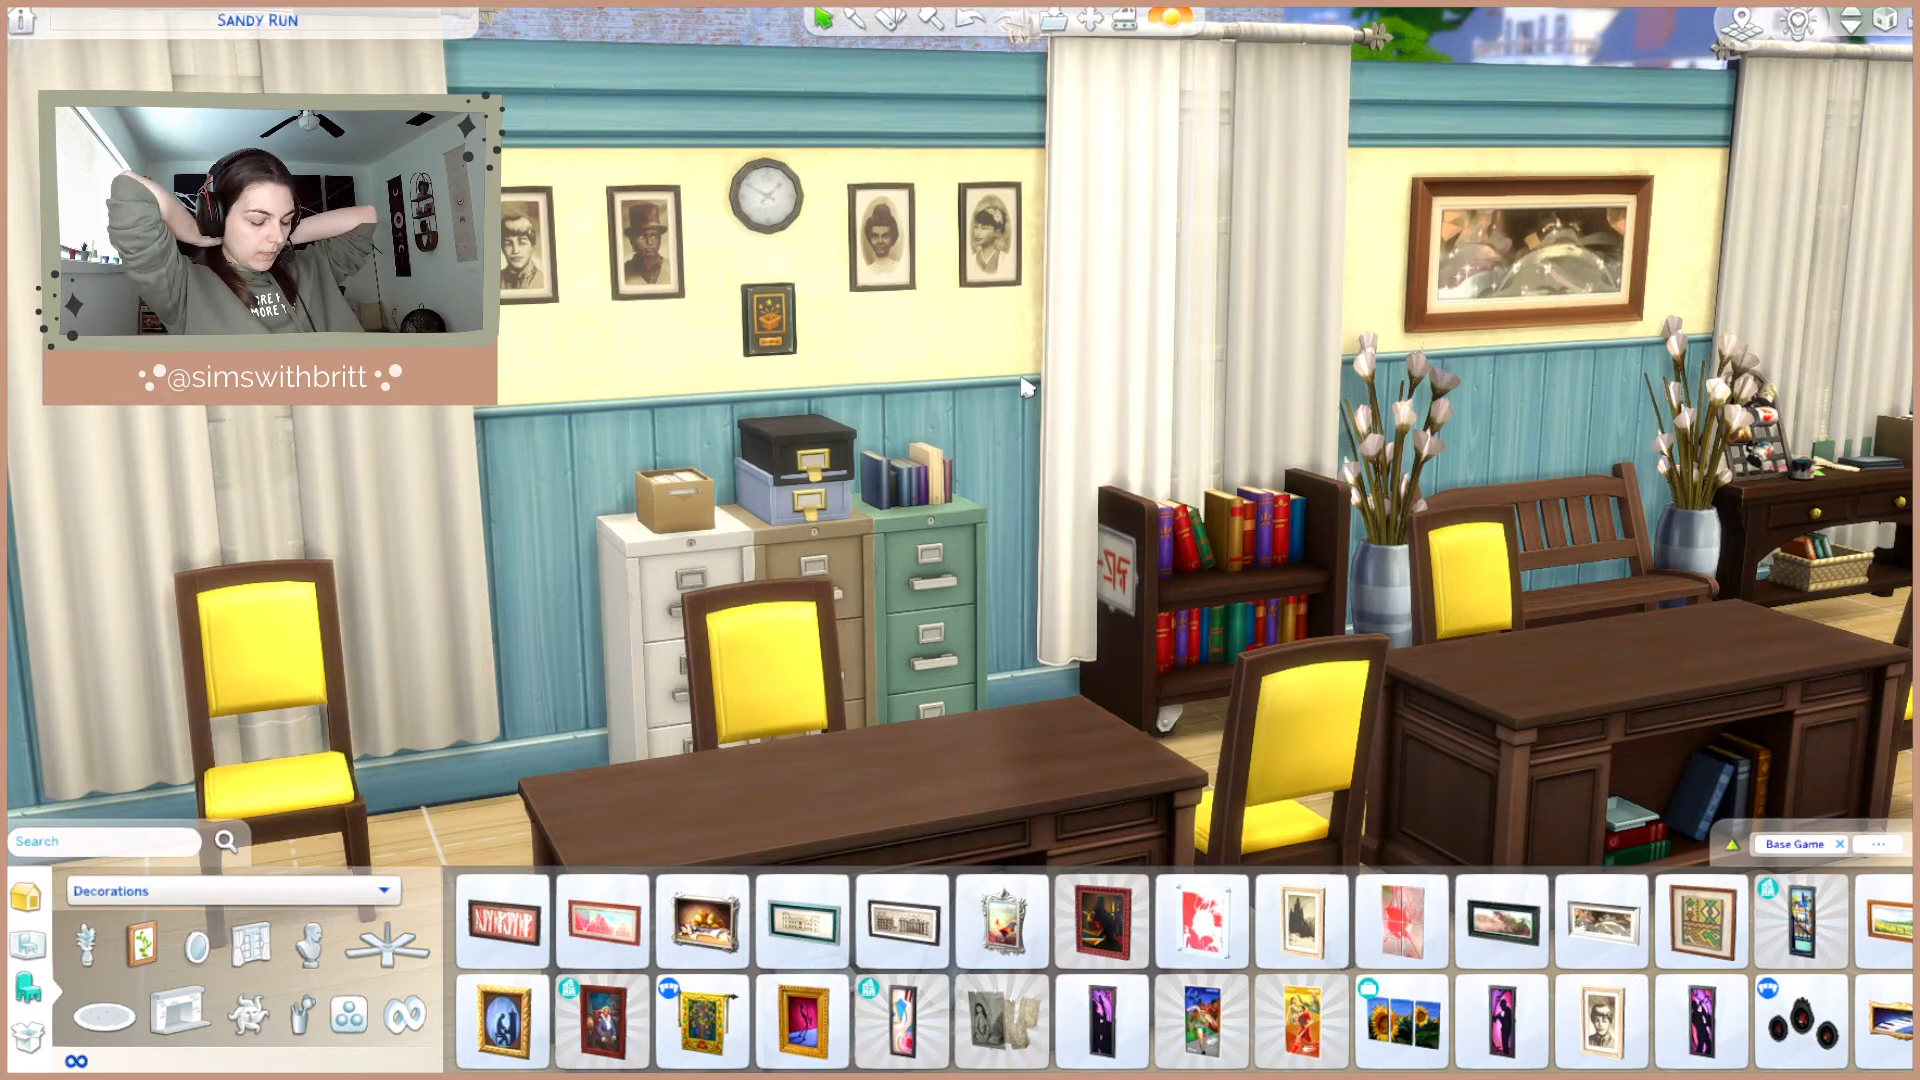 SANDY RUN
@simswithbritt
Search
Base Game
Decorations